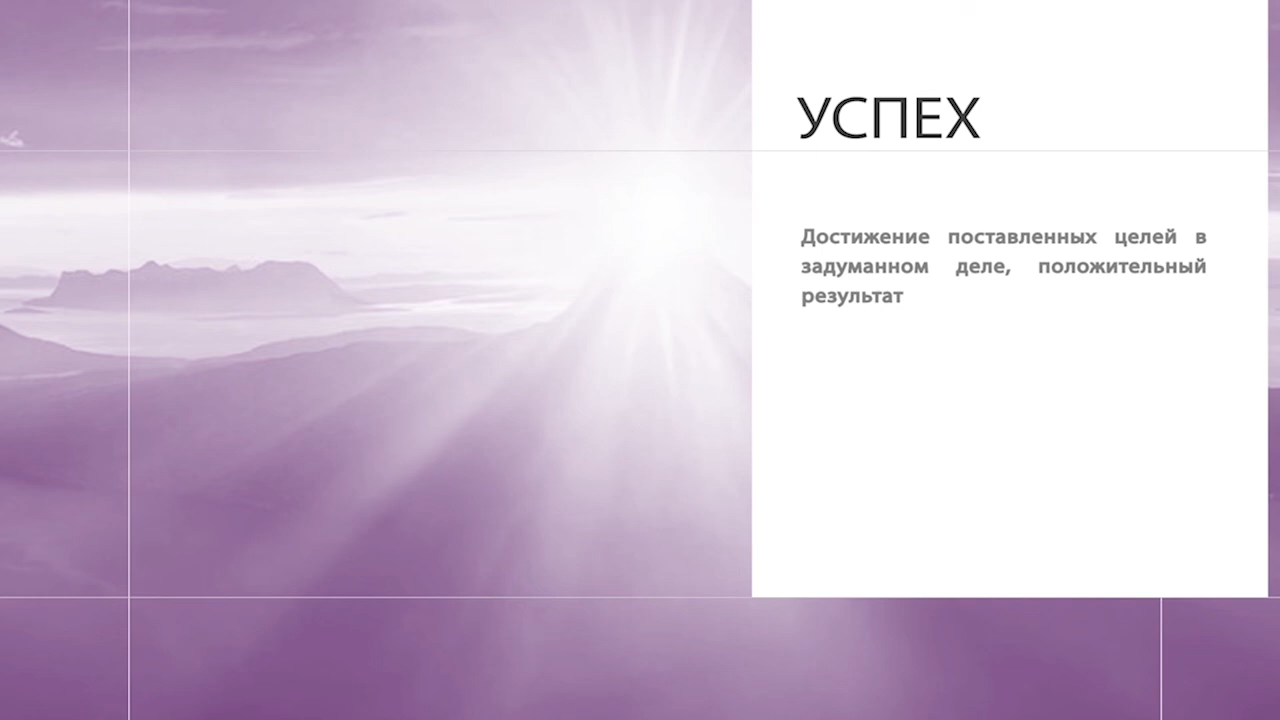 УСПЕХ
Достижение поставленных целей в
задуманном деле, положительный
результат